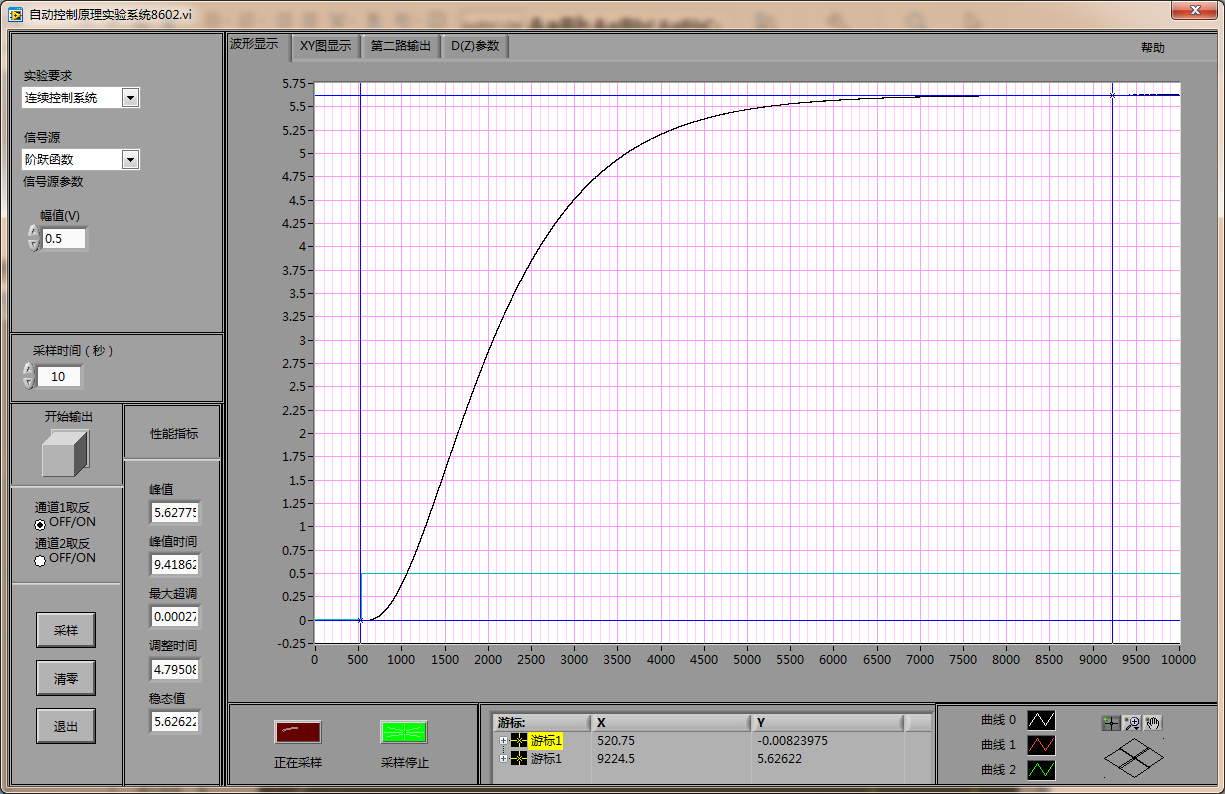 自动控制原理实验系统8602.vi
波形显示 XY图显示 第二路输出 D(Z)参数 帮助
实验要求
连续控制系统
信号源
阶跃函数
信号源参数
幅值(V)
0.5
采样时间（秒）
10
开始输出
性能指标
通道1取反
OFF/ON
通道2取反
OFF/ON
采样
清零
退出
峰值
5.62775
峰值时间
9.41862
最大超调
0.00027
调整时间
4.79508
稳态值
5.62622
5.75
5.5
5.25
5
4.75
4.5
4.25
4
3.75
3.5
3.25
3
2.75
2.5
2.25
2
1.75
1.5
1.25
1
0.75
0.5
0.25
0
-0.25
0 500 1000 1500 2000 2500 3000 3500 4000 4500 5000 5500 6000 6500 7000 7500 8000 8500 9000 9500 10000
正在采样
采样停止
游标: X Y
游标1 520.75 -0.00823975
游标1 9224.5 5.62622
曲线 0
曲线 1
曲线 2